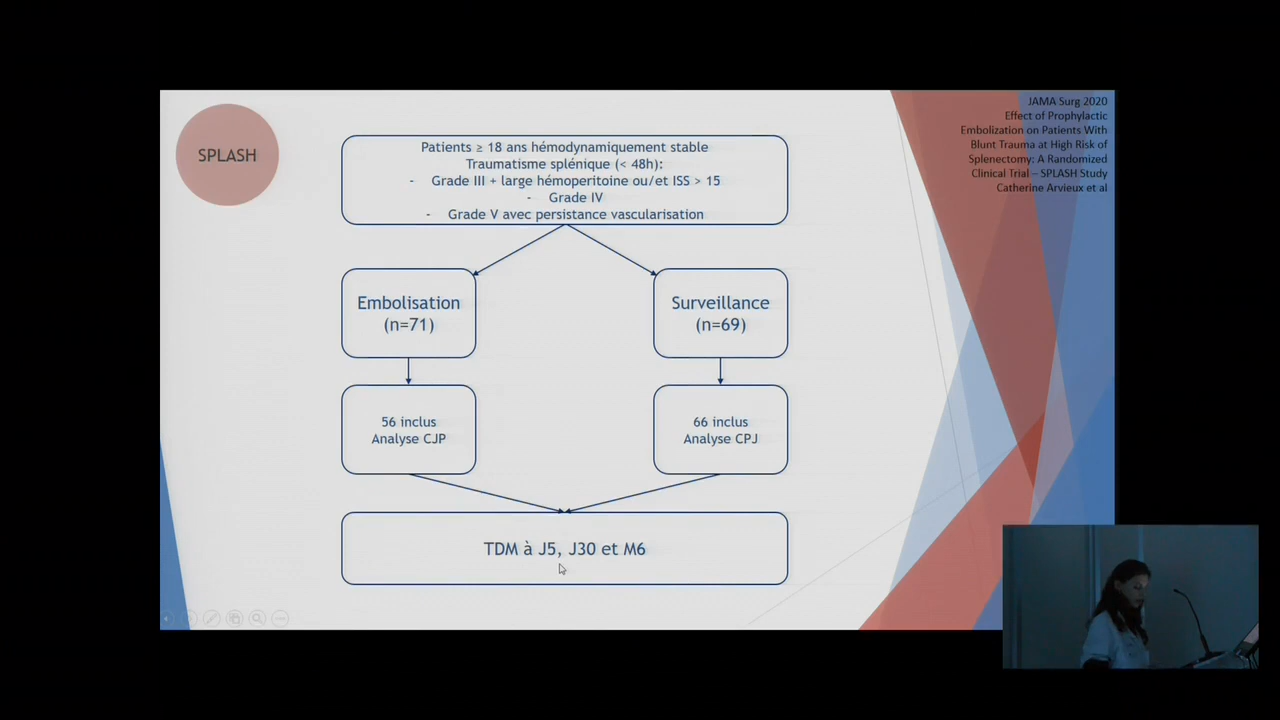 SPLASH
Patients ≥ 18 ans hémodynamiquement stable
Traumatisme splénique (< 48h):
- Grade III + large hémoperitoine ou/et ISS > 15
- Grade IV
- Grade V avec persistance vascularisation
JAMA Surg 2020
Effect of Prophylactic
Embolization on Patients With
Blunt Trauma at High Risk of
Splenectomy: A Randomized
Clinical Trial – SPLASH Study
Catherine Arvieux et al
Embolisation
(n=71)
Surveillance
(n=69)
56 inclus
Analyse CJP
66 inclus
Analyse CPJ
TDM à J5, J30 et M6